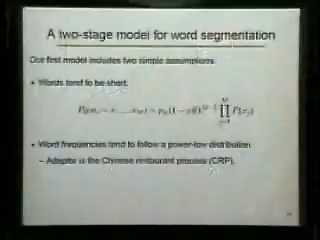 A two-stage model for word segmentation
Our first model includes two simple assumptions
• Words tend to be short.
• Word frequencies tend to follow a power-law distribution.
– Adaptor is the Chinese restaurant process (CRP).